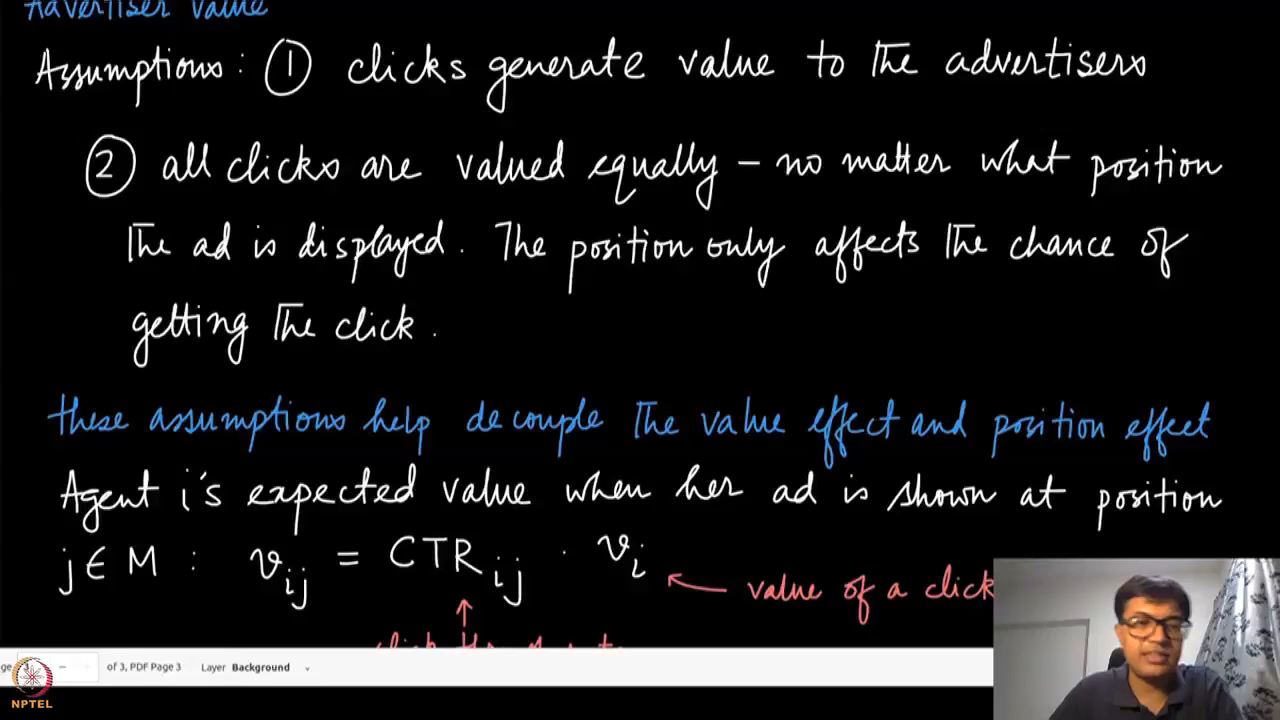 Advertiser value
Assumptions : ① clicks generate value to the advertisers
② all clicks are valued equally – no matter what position
the ad is displayed. The position only affects the chance of
getting the click.
these assumptions help decouple the value effect and position effect
Agent i's expected value when her ad is shown at position
j ∈ M : v_ij = CTR_ij · v_i
value of a click
of 3, PDF Page 3 Layer Background
NPTEL